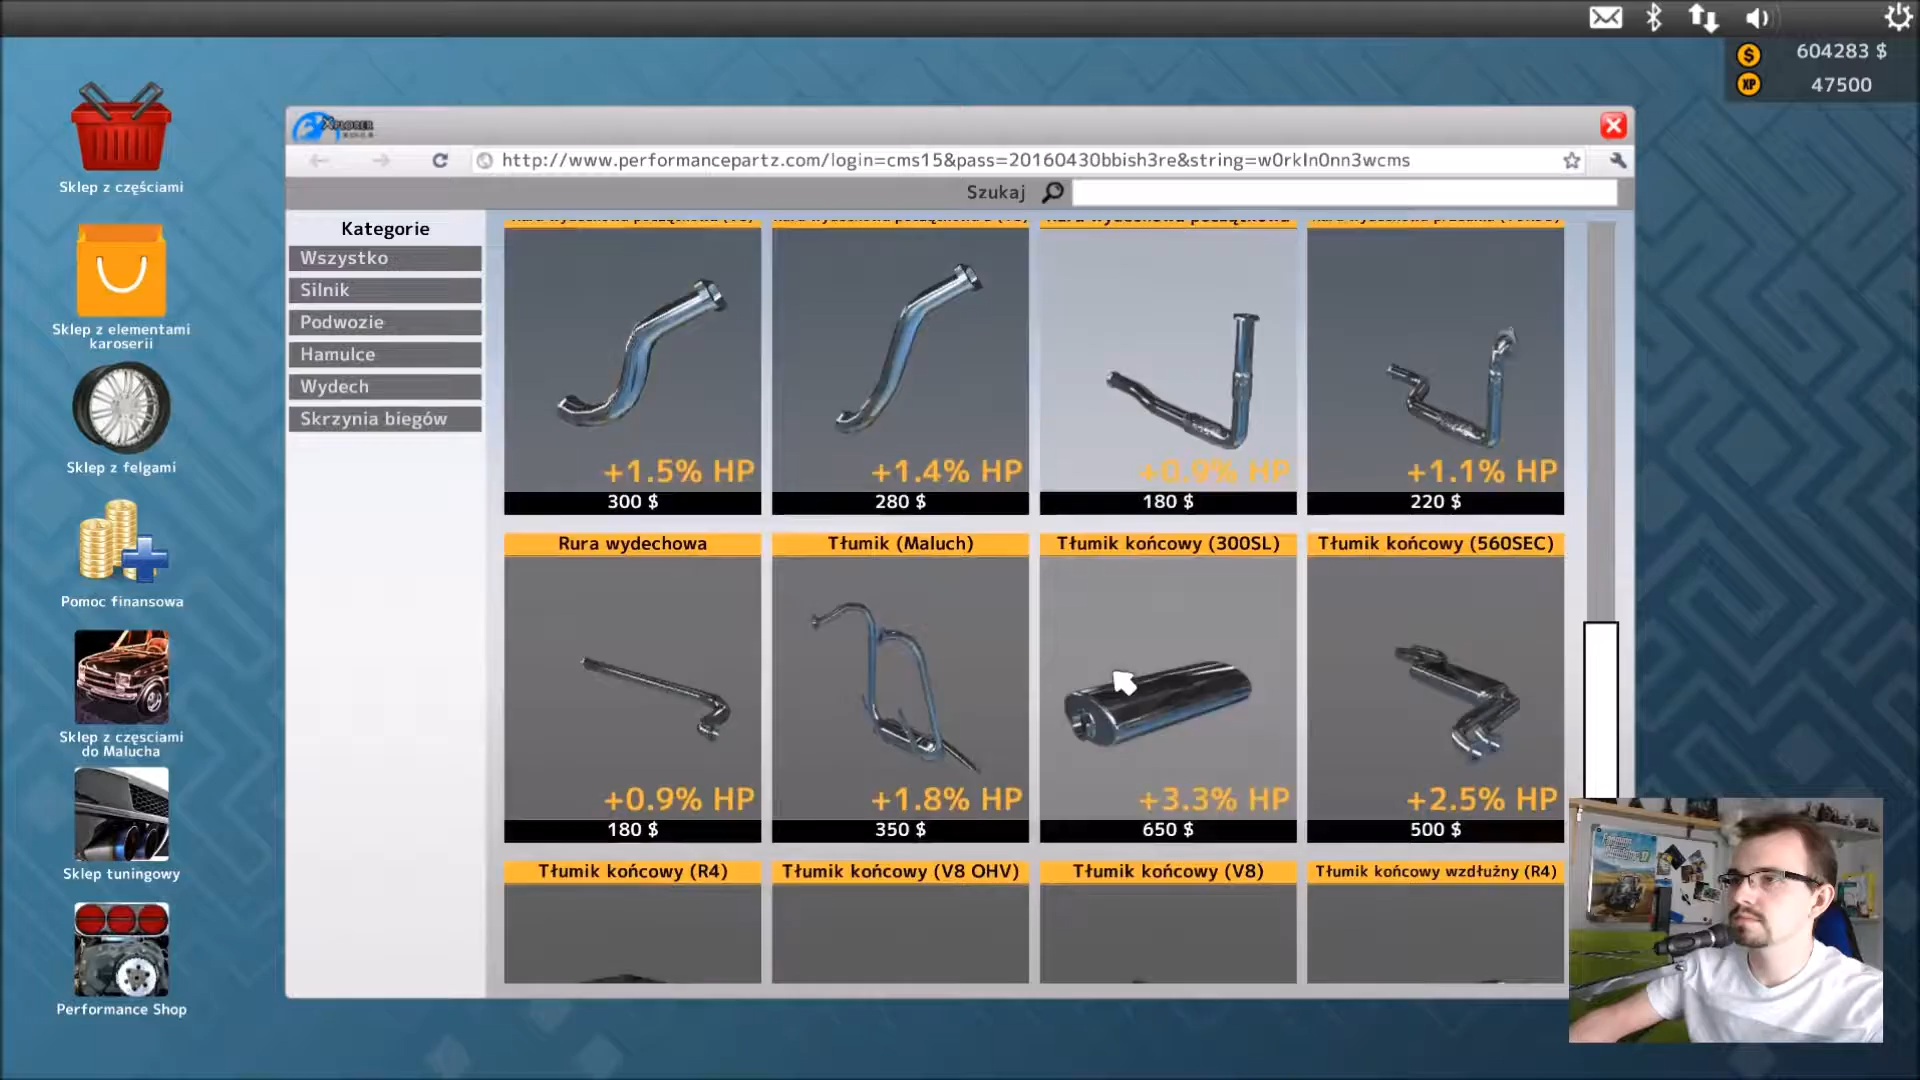 604283 $
XP
47500
XPLORER
http://www.performancepartz.com/login=cms15&pass=20160430bbish3re&string=w0rkIn0nn3wcms
Szukaj
Kategorie
Wszystko
Silnik
Podwozie
Hamulce
Wydech
Skrzynia biegów
Sklep z częściami
Sklep z elementami
karoserii
Sklep z felgami
Pomoc finansowa
Sklep z częsciami
do Malucha
Sklep tuningowy
Performance Shop
+1.5% HP
300 $
+1.4% HP
280 $
+0.9% HP
180 $
+1.1% HP
220 $
Rura wydechowa
+0.9% HP
180 $
Tłumik (Maluch)
+1.8% HP
350 $
Tłumik końcowy (300SL)
+3.3% HP
650 $
Tłumik końcowy (560SEC)
+2.5% HP
500 $
Tłumik końcowy (R4)
Tłumik końcowy (V8 OHV)
Tłumik końcowy (V8)
Tłumik końcowy wzdłużny (R4)